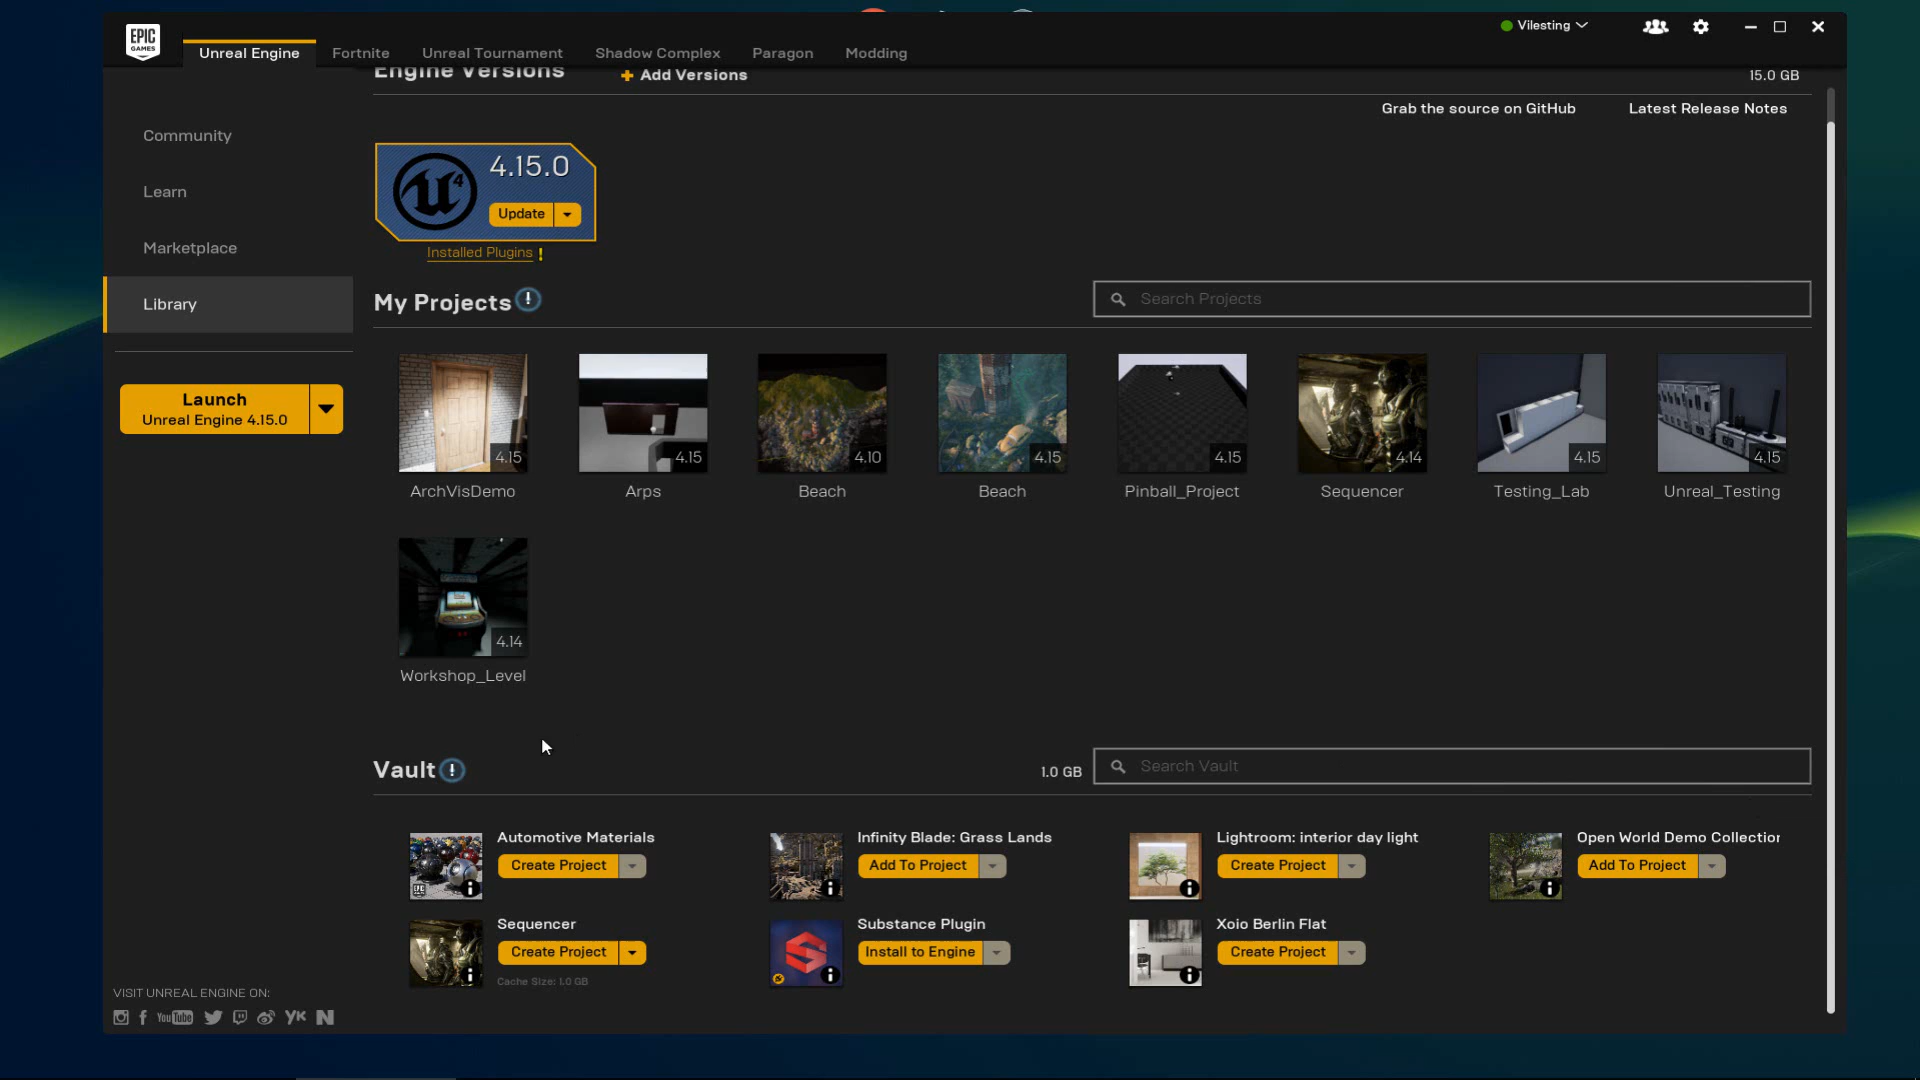 EPIC GAMES
Unreal Engine
Fortnite
Unreal Tournament
Shadow Complex
Paragon
Modding
Vilesting
Engine Versions
Add Versions
15.0 GB
Grab the source on GitHub
Latest Release Notes
Community
Learn
Marketplace
Library
Launch
Unreal Engine 4.15.0
4.15.0
Update
Installed Plugins !
My Projects
Search Projects
4.15
4.15
4.10
4.15
4.15
4.14
4.15
4.15
ArchVisDemo
Arps
Beach
Beach
Pinball_Project
Sequencer
Testing_Lab
Unreal_Testing
4.14
Workshop_Level
Vault
1.0 GB
Search Vault
Automotive Materials
Create Project
Infinity Blade: Grass Lands
Add To Project
Lightroom: interior day light
Create Project
Open World Demo Collection
Add To Project
Sequencer
Create Project
Cache Size: 1.0 GB
Substance Plugin
Install to Engine
Xoio Berlin Flat
Create Project
VISIT UNREAL ENGINE ON:
YouTube